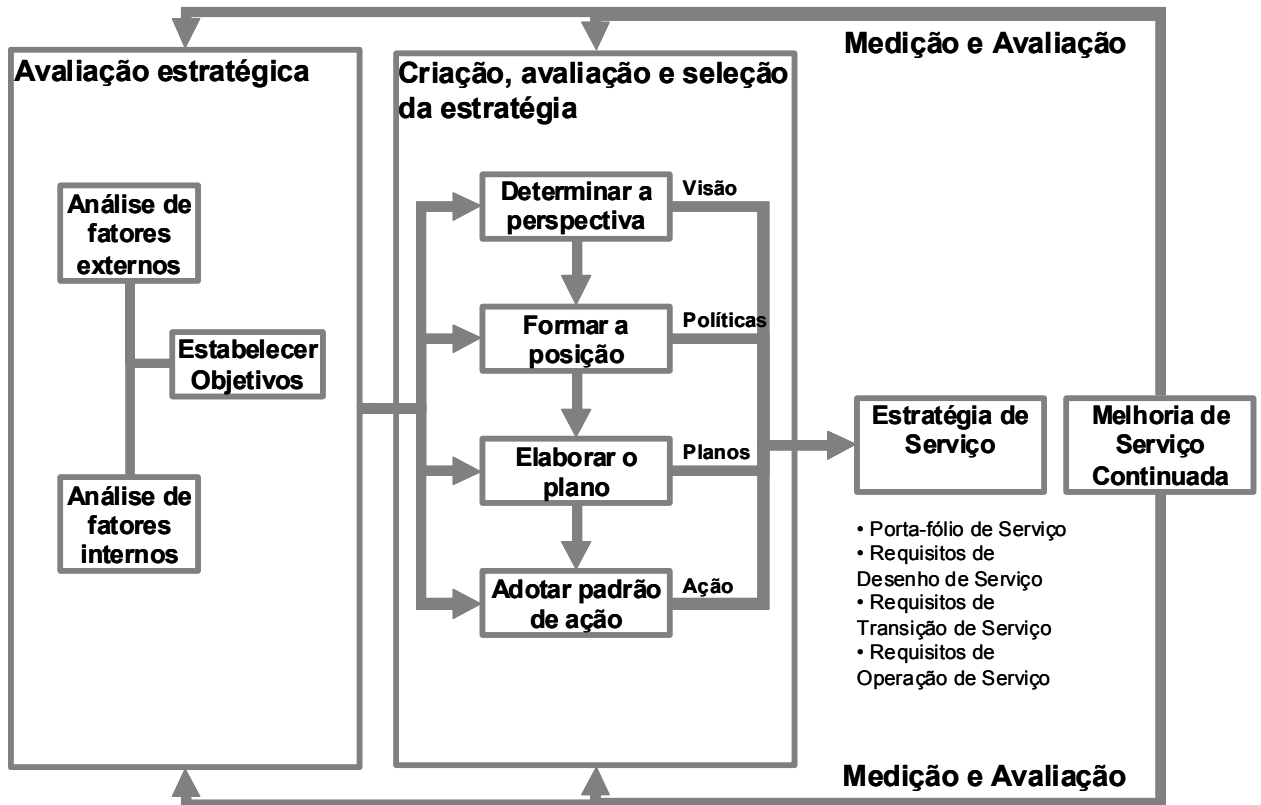 Medição e Avaliação
Avaliação estratégica
Análise de
fatores
externos
Estabelecer
Objetivos
Análise de
fatores
internos
Criação, avaliação e seleção
da estratégia
Determinar a
perspectiva
Visão
Formar a
posição
Políticas
Elaborar o
plano
Planos
Adotar padrão
de ação
Ação
Estratégia de
Serviço
• Porta-fólio de Serviço
• Requisitos de
Desenho de Serviço
• Requisitos de
Transição de Serviço
• Requisitos de
Operação de Serviço
Melhoria de
Serviço
Continuada
Medição e Avaliação